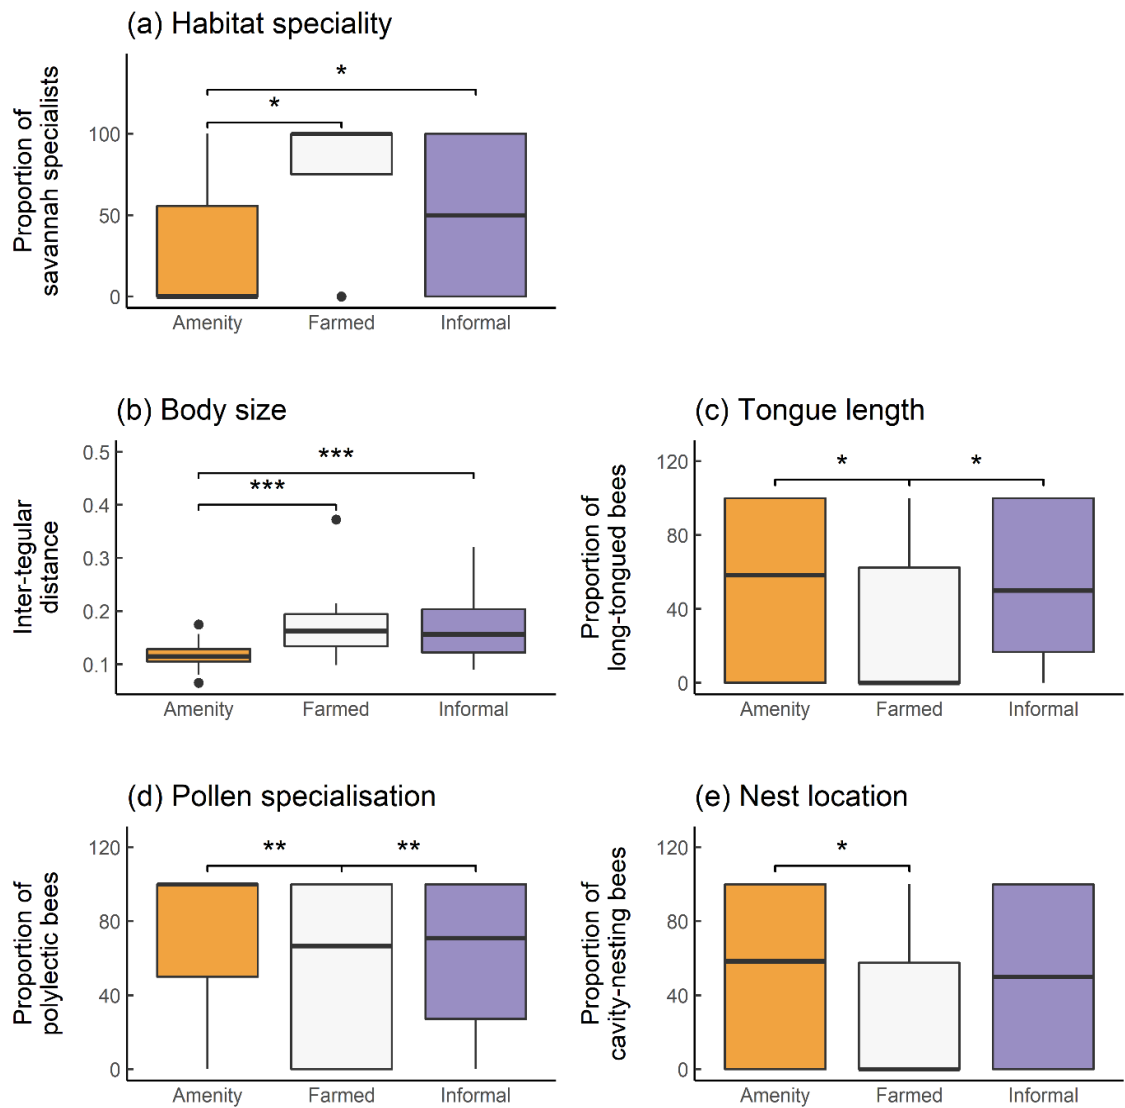 (a) Habitat speciality
Proportion of
savannah specialists
100
50
0
*
*
Amenity Farmed Informal
(b) Body size
Inter-tegular
distance
0.5
0.4
0.3
0.2
0.1
***
***
Amenity Farmed Informal
(c) Tongue length
Proportion of
long-tongued bees
120
80
40
0
* *
Amenity Farmed Informal
(d) Pollen specialisation
Proportion of
polylectic bees
120
80
40
0
** **
Amenity Farmed Informal
(e) Nest location
Proportion of
cavity-nesting bees
120
80
40
0
*
Amenity Farmed Informal